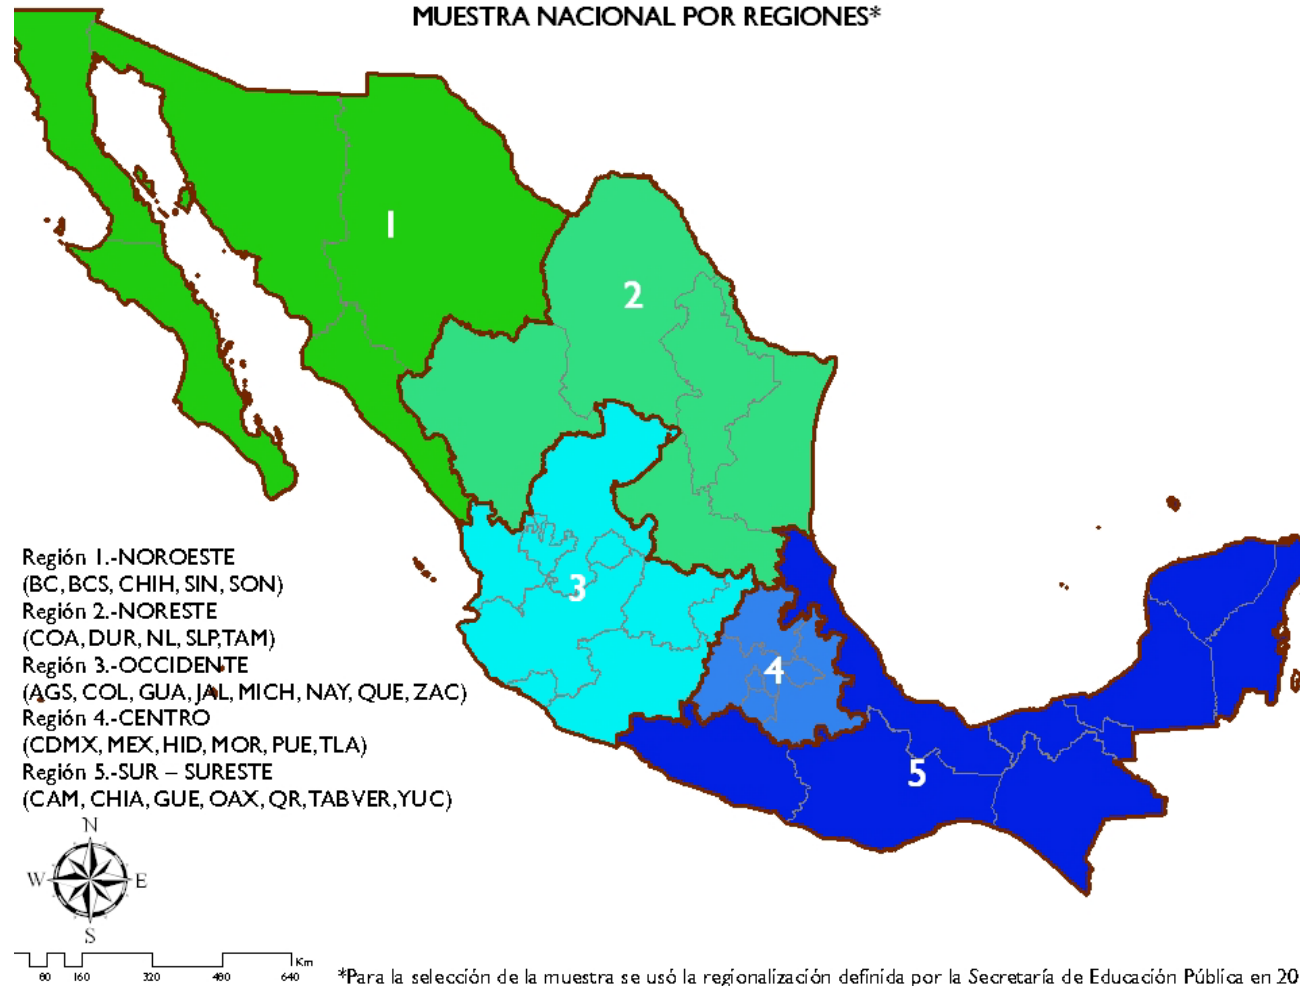 MUESTRA NACIONAL POR REGIONES*
1
2
3
4
5
Región 1.-NOROESTE
(BC, BCS, CHIH, SIN, SON)
Región 2.-NORESTE
(COA, DUR, NL, SLP, TAM)
Región 3.-OCCIDENTE
(AGS, COL, GUA, JAL, MICH, NAY, QUE, ZAC)
Región 4.-CENTRO
(CDMX, MEX, HID, MOR, PUE, TLA)
Región 5.-SUR – SURESTE
(CAM, CHIA, GUE, OAX, QR, TAB VER, YUC)
N
W E
S
Km
80 160 320 480 640
*Para la selección de la muestra se usó la regionalización definida por la Secretaría de Educación Pública en 20